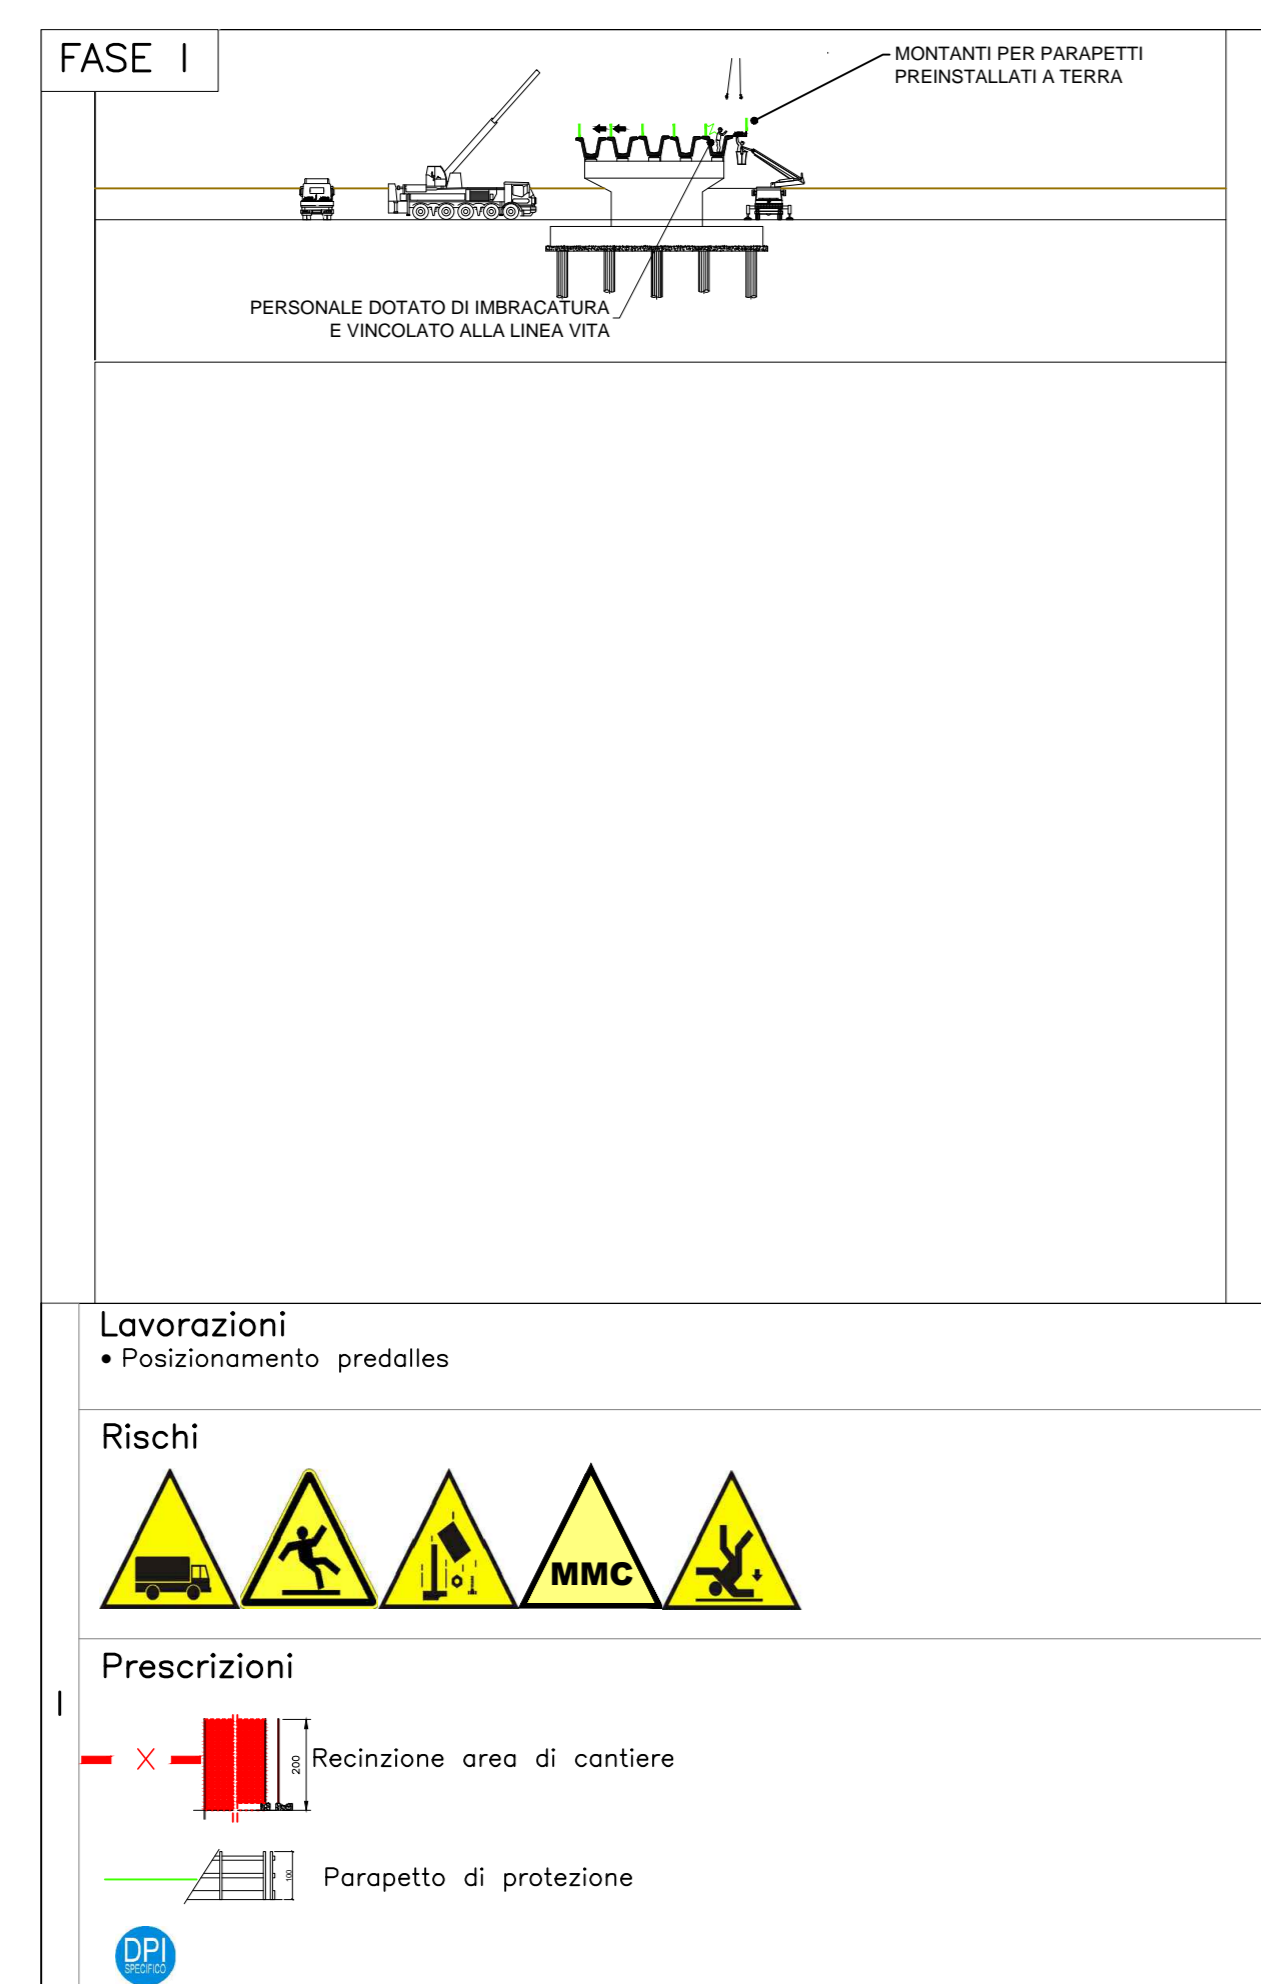 FASE I
MONTANTI PER PARAPETTI
PREINSTALLATI A TERRA
PERSONALE DOTATO DI IMBRACATURA
E VINCOLATO ALLA LINEA VITA
Lavorazioni
• Posizionamento predalles
Rischi
MMC
Prescrizioni
I
X
200
Recinzione area di cantiere
100
Parapetto di protezione
DPI
SPECIFICO